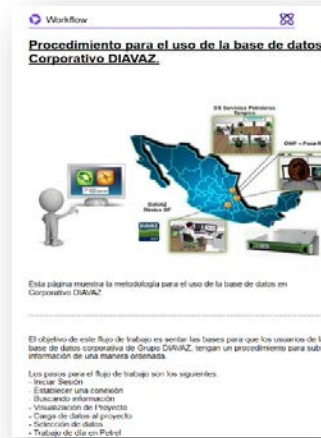 Workflow
Procedimiento para el uso de la base de datos
Corporativo DIAVAZ.
DS Servicios Petroleros
Tampico
DWF - Poza R
DIAVAZ
México DF
DIAVAZ
Esta página muestra la metodología para el uso de la base de datos en
Corporativo DIAVAZ
El objetivo de este flujo de trabajo es sentar las bases para que los usuarios de la
base de datos corporativa de Grupo DIAVAZ, tengan un procedimiento para subir
información de una manera ordenada.
Los pasos para el flujo de trabajo son los siguientes.
- Iniciar Sesión
- Establecer una conexión
- Buscando información
- Visualización de Proyecto
- Carga de datos al proyecto
- Selección de datos
- Trabajo de día en Petrel